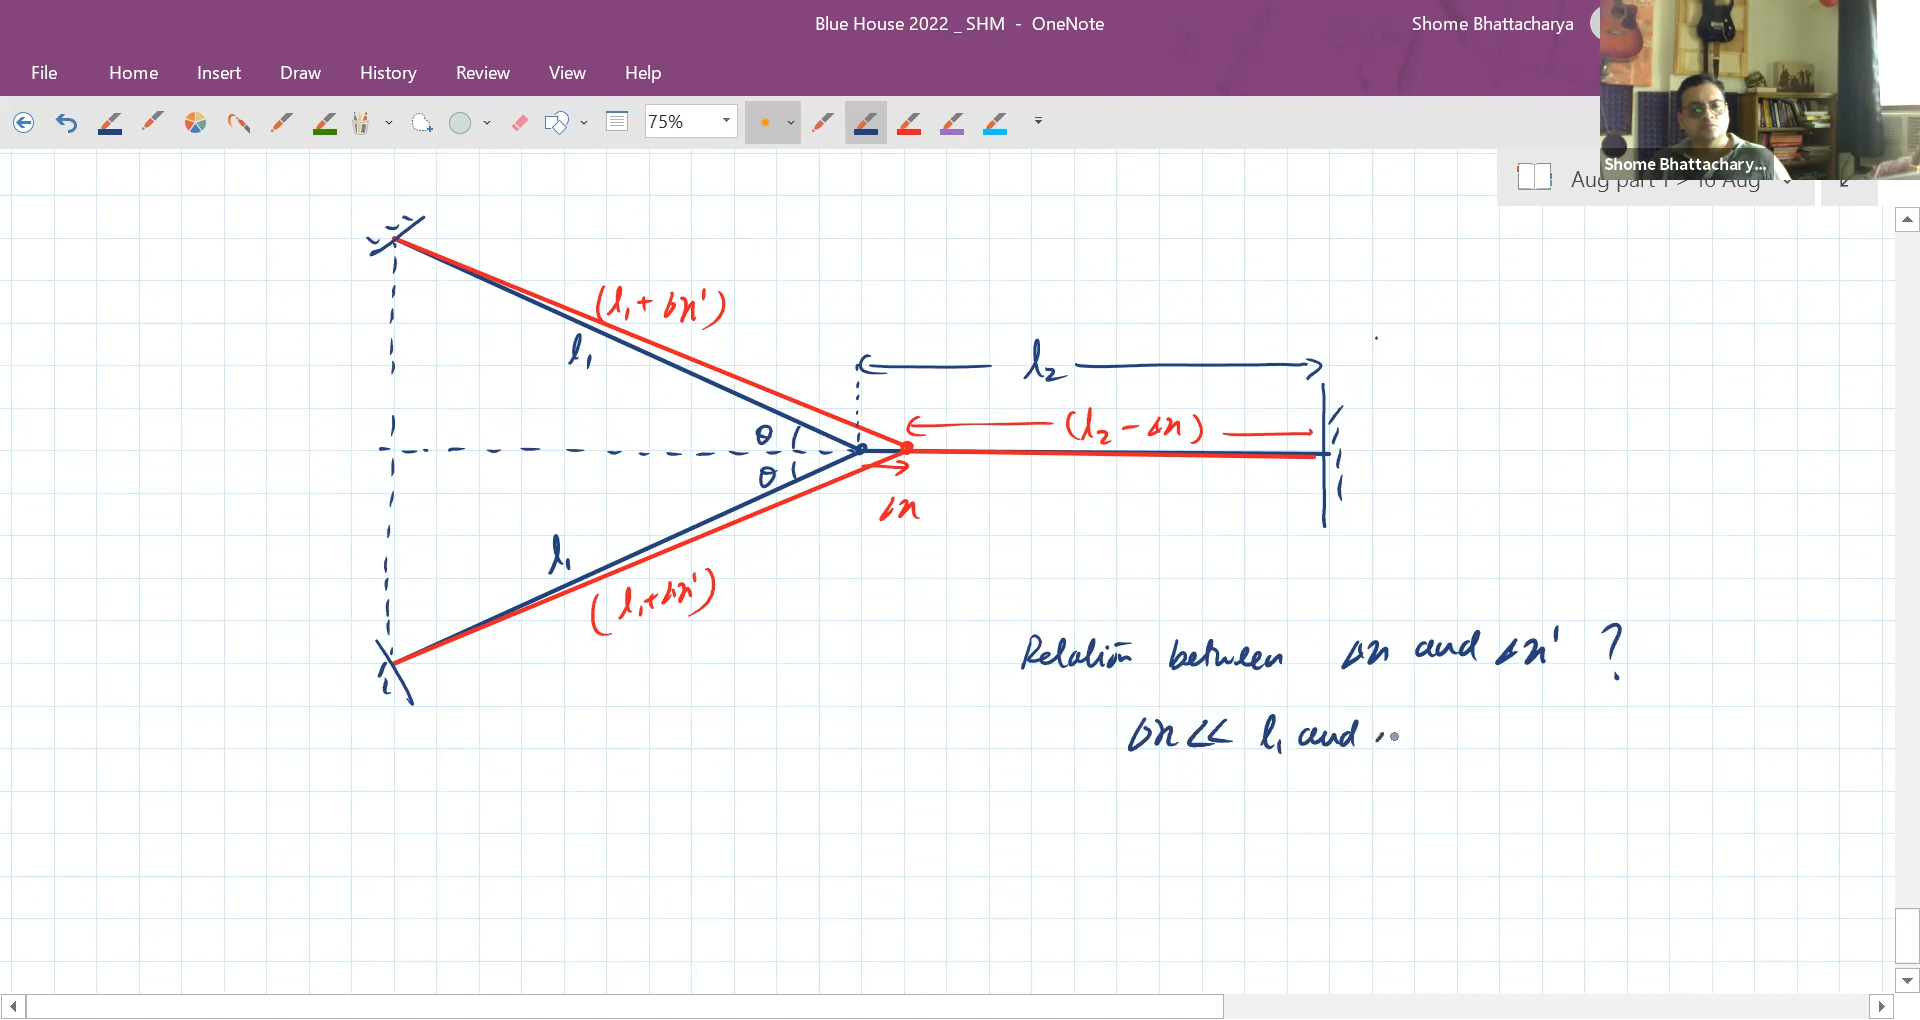 Blue House 2022 _ SHM - OneNote
Shome Bhattacharya
File Home Insert Draw History Review View Help
75%
Shome Bhattachary...
Aug part 1 > 16 Aug
(l₁ + Δx')
l₁
l₂
(l₂ - Δx)
θ
θ
Δx
l₁
(l₁ + Δx')
Relation between Δx and Δx' ?
Δx << l₁ and